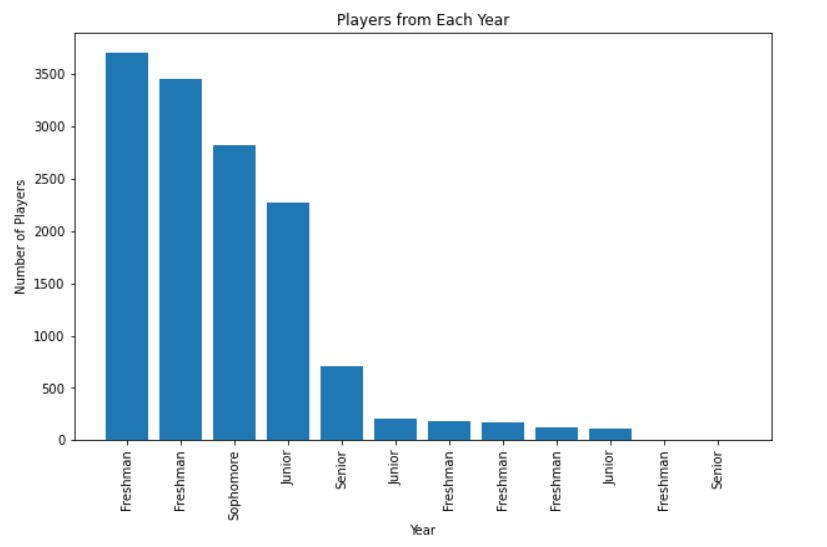 Players from Each Year
Number of Players
3500
3000
2500
2000
1500
1000
500
0
Freshman
Freshman
Sophomore
Junior
Senior
Junior
Freshman
Freshman
Freshman
Junior
Freshman
Senior
Year